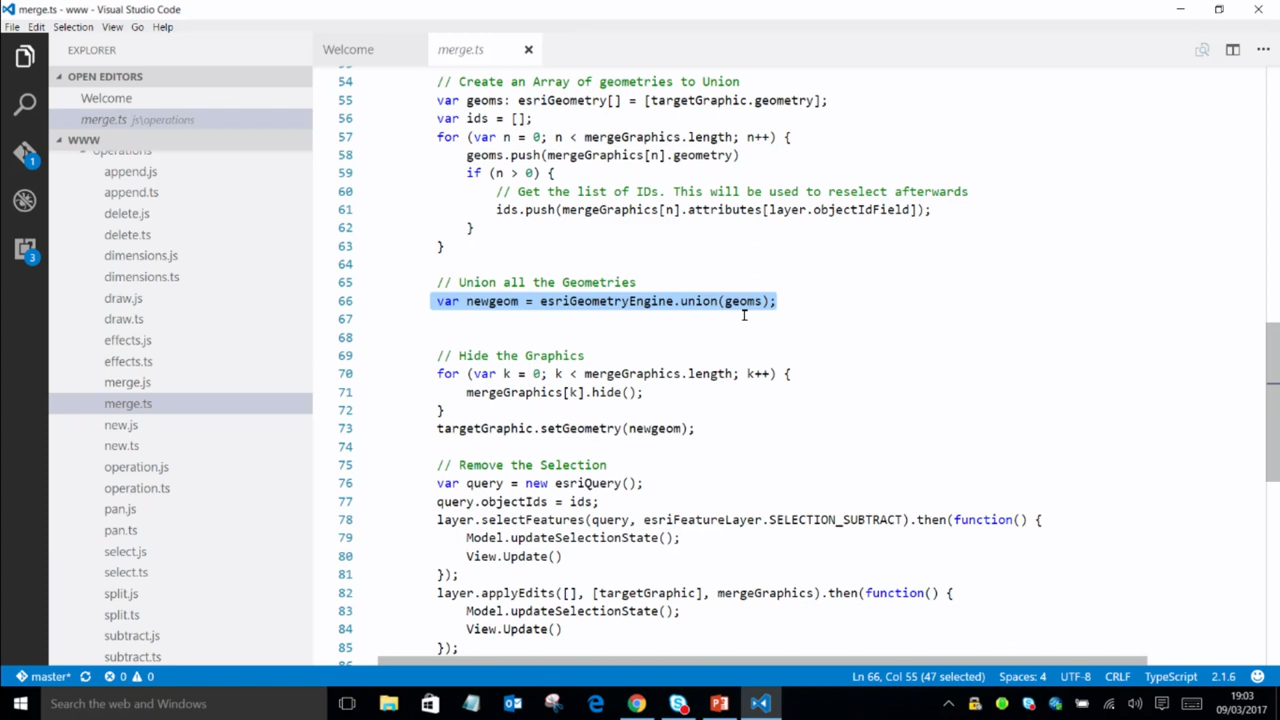 merge.ts - www - Visual Studio Code
File Edit Selection View Go Help
EXPLORER
OPEN EDITORS
Welcome
merge.ts js\operations
WWW
operations
append.js
append.ts
delete.js
delete.ts
dimensions.js
dimensions.ts
draw.js
draw.ts
effects.js
effects.ts
merge.js
merge.ts
new.js
new.ts
operation.js
operation.ts
pan.js
pan.ts
select.js
select.ts
split.js
split.ts
subtract.js
subtract.ts
1
3
Welcome merge.ts
54 // Create an Array of geometries to Union
55 var geoms: esriGeometry[] = [targetGraphic.geometry];
56 var ids = [];
57 for (var n = 0; n < mergeGraphics.length; n++) {
58 geoms.push(mergeGraphics[n].geometry)
59 if (n > 0) {
60 // Get the list of IDs. This will be used to reselect afterwards
61 ids.push(mergeGraphics[n].attributes[layer.objectIdField]);
62 }
63 }
64
65 // Union all the Geometries
66 var newgeom = esriGeometryEngine.union(geoms);
67
68
69 // Hide the Graphics
70 for (var k = 0; k < mergeGraphics.length; k++) {
71 mergeGraphics[k].hide();
72 }
73 targetGraphic.setGeometry(newgeom);
74
75 // Remove the Selection
76 var query = new esriQuery();
77 query.objectIds = ids;
78 layer.selectFeatures(query, esriFeatureLayer.SELECTION_SUBTRACT).then(function() {
79 Model.updateSelectionState();
80 View.Update()
81 });
82 layer.applyEdits([], [targetGraphic], mergeGraphics).then(function() {
83 Model.updateSelectionState();
84 View.Update()
85 });
master* 0 0 Ln 66, Col 55 (47 selected) Spaces: 4 UTF-8 CRLF TypeScript 2.1.6
Search the web and Windows
19:03
09/03/2017